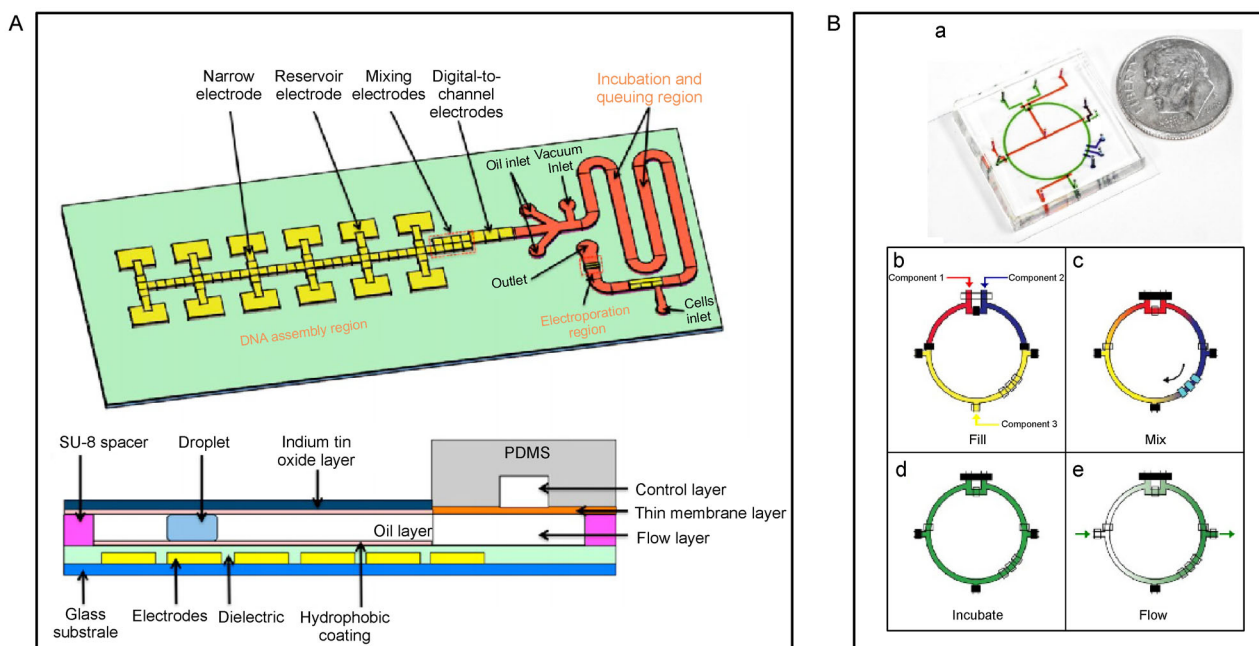 A
Narrow
electrode
Reservoir
electrode
Mixing
electrodes
Digital-to-
channel
electrodes
Incubation and
queuing region
Oil inlet
Vacuum
Inlet
Outlet
Cells
inlet
Electroporation
region
DNA assembly region
SU-8 spacer
Droplet
Indium tin
oxide layer
PDMS
Control layer
Thin membrane layer
Oil layer
Flow layer
Glass
substrale
Electrodes
Dielectric
Hydrophobic
coating
B
a
b
Component 1
Component 2
Component 3
Fill
c
Mix
d
Incubate
e
Flow